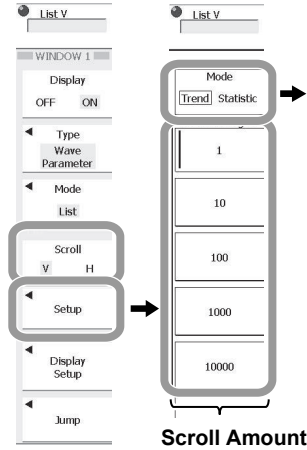 List V
WINDOW 1
Display
OFF ON
Type
Wave
Parameter
Mode
List
Scroll
V H
Setup
Display
Setup
Jump
List V
Mode
Trend Statistic
1
10
100
1000
10000
Scroll Amount